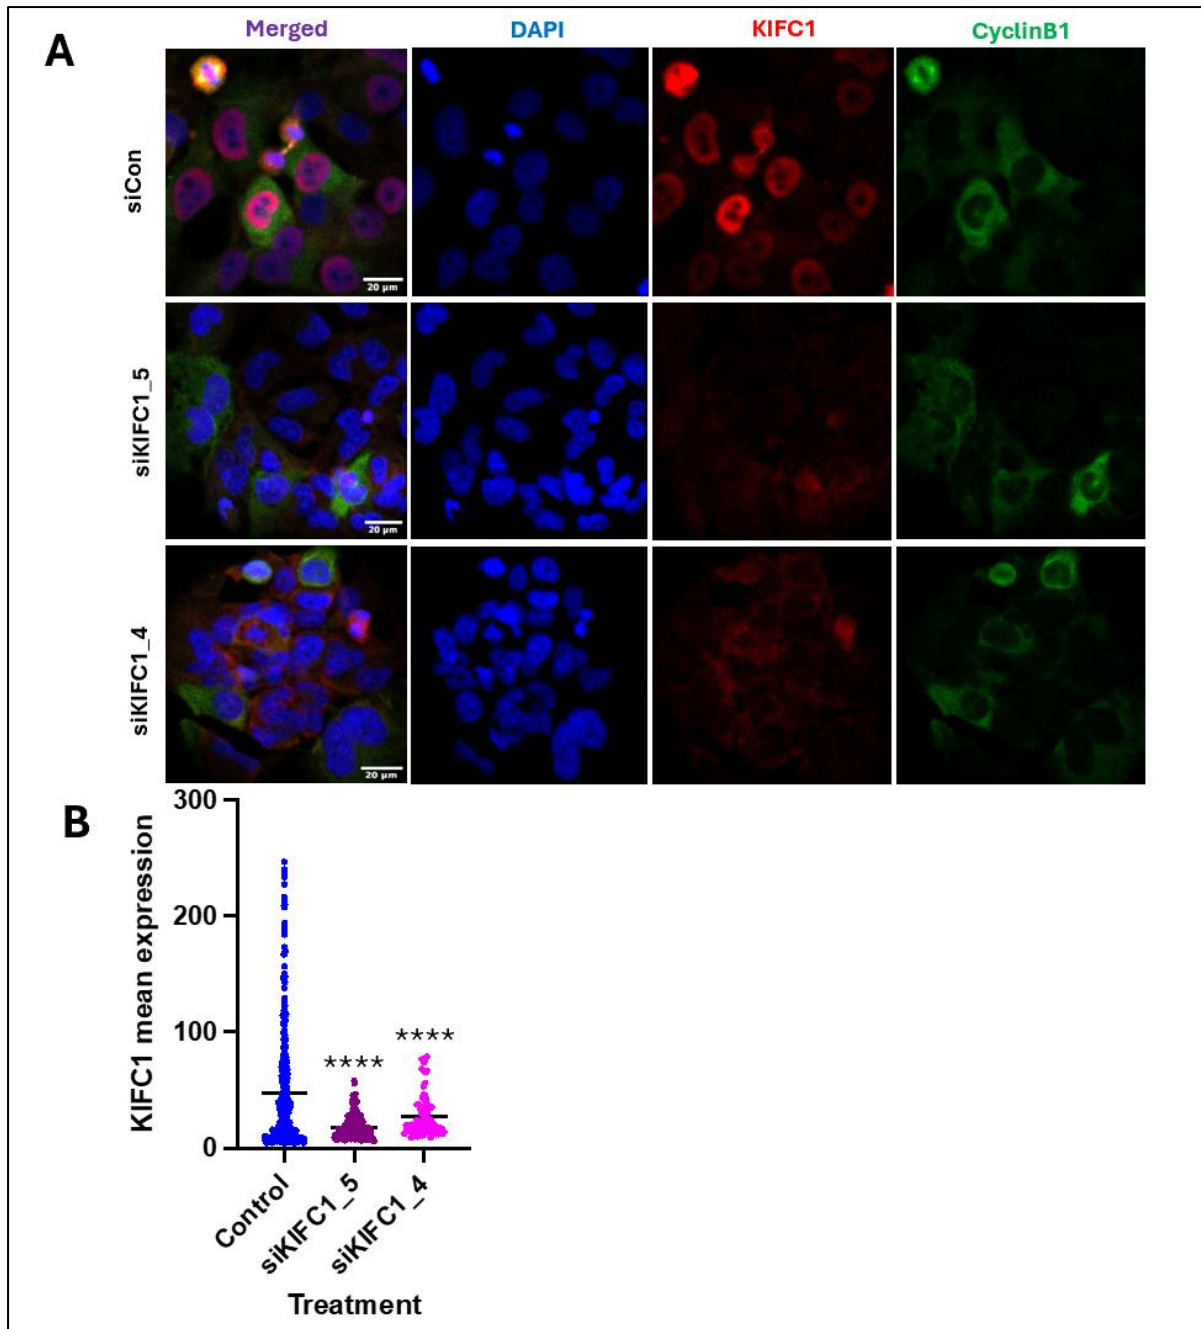 A
Merged
DAPI
KIFC1
CyclinB1
siCon
20 μm
siKIFC1_5
20 μm
siKIFC1_4
20 μm
B
KIFC1 mean expression
300
200
100
0
****
****
Control
siKIFC1_5
siKIFC1_4
Treatment